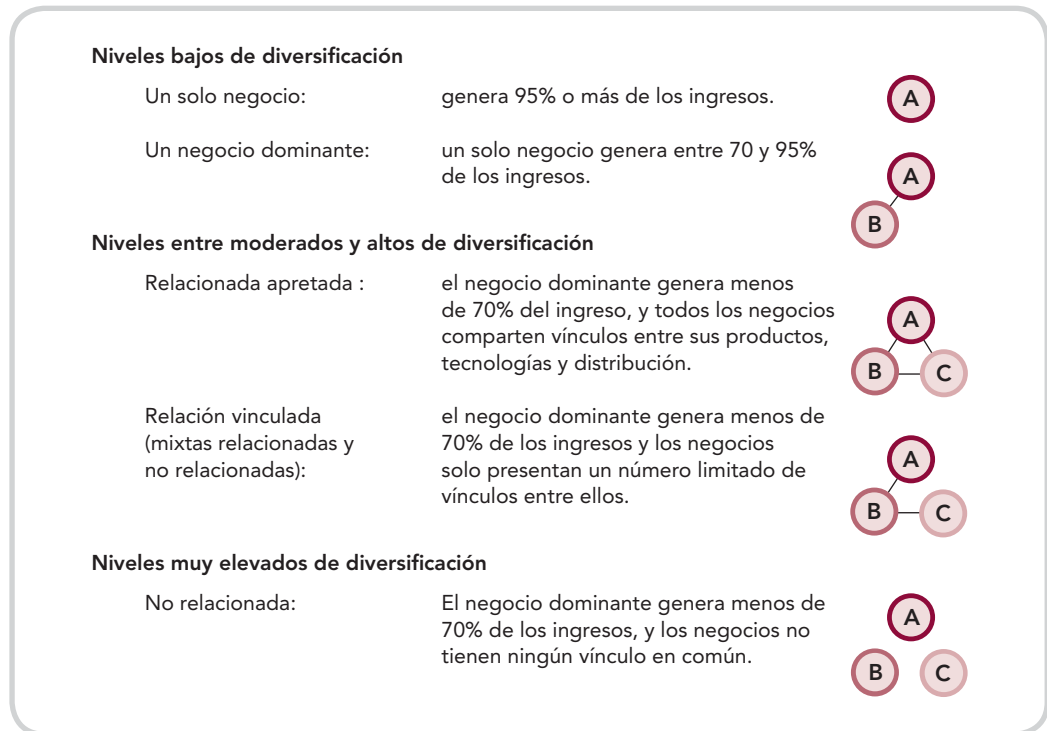 Niveles bajos de diversificación
Un solo negocio: genera 95% o más de los ingresos.
A
Un negocio dominante: un solo negocio genera entre 70 y 95%
de los ingresos.
A
B
Niveles entre moderados y altos de diversificación
Relacionada apretada : el negocio dominante genera menos
de 70% del ingreso, y todos los negocios
comparten vínculos entre sus productos,
tecnologías y distribución.
A
B C
Relación vinculada el negocio dominante genera menos de
(mixtas relacionadas y 70% de los ingresos y los negocios
no relacionadas): solo presentan un número limitado de
vínculos entre ellos.
A
B C
Niveles muy elevados de diversificación
No relacionada: El negocio dominante genera menos de
70% de los ingresos, y los negocios no
tienen ningún vínculo en común.
A
B C